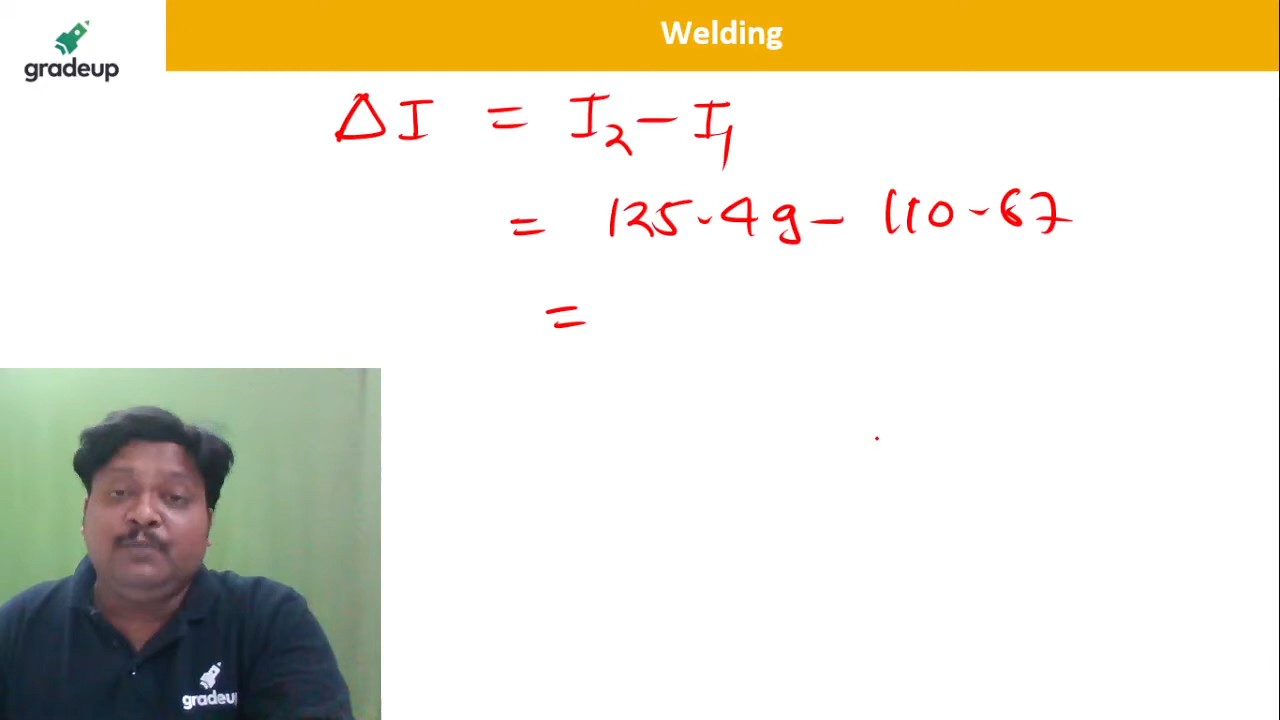 gradeup
Welding
ΔI = I₂ - I₁
= 125.49 - 110.67
=
gradeup